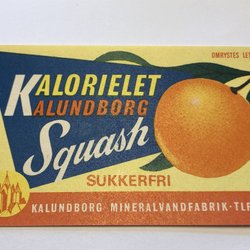 OMRYSTES LET
KALORIELET
KALUNDBORG
Squash
SUKKERFRI
KALUNDBORG MINERALVANDFABRIK · TLF